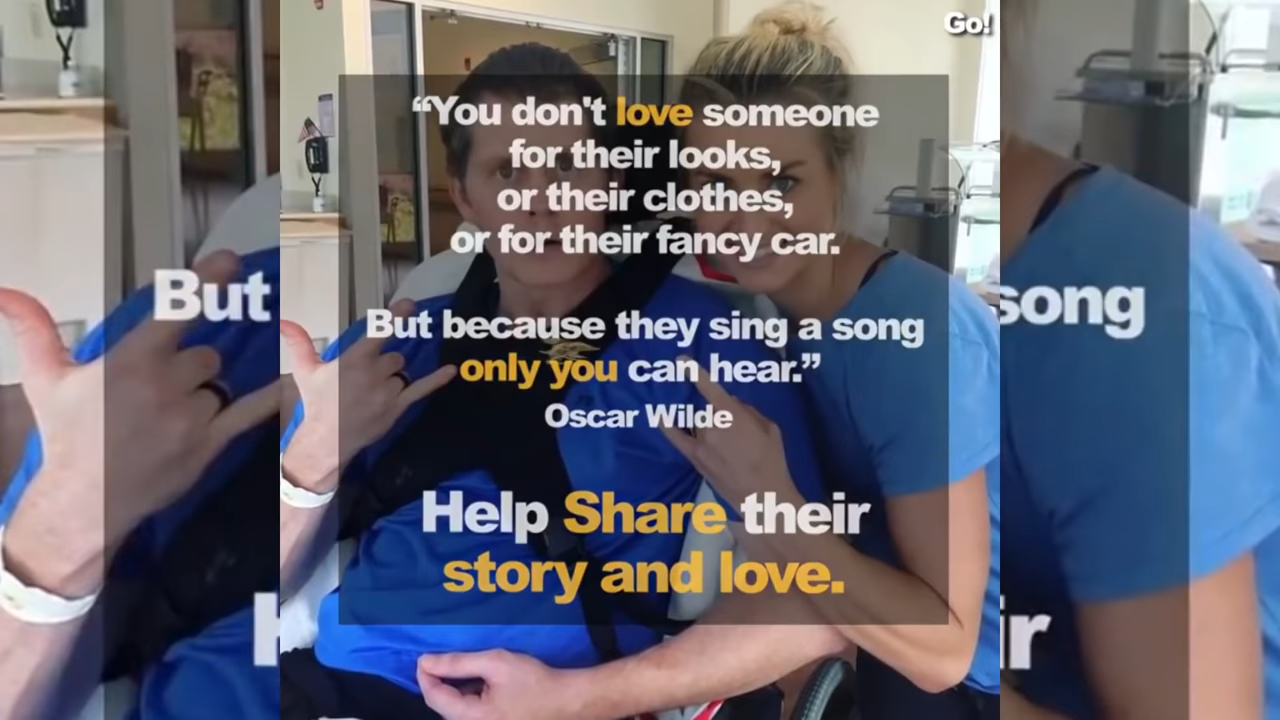 Go!
“You don't love someone
for their looks,
or their clothes,
or for their fancy car.
But because they sing a song
only you can hear.”
Oscar Wilde
Help Share their
story and love.
But
song
H
ir